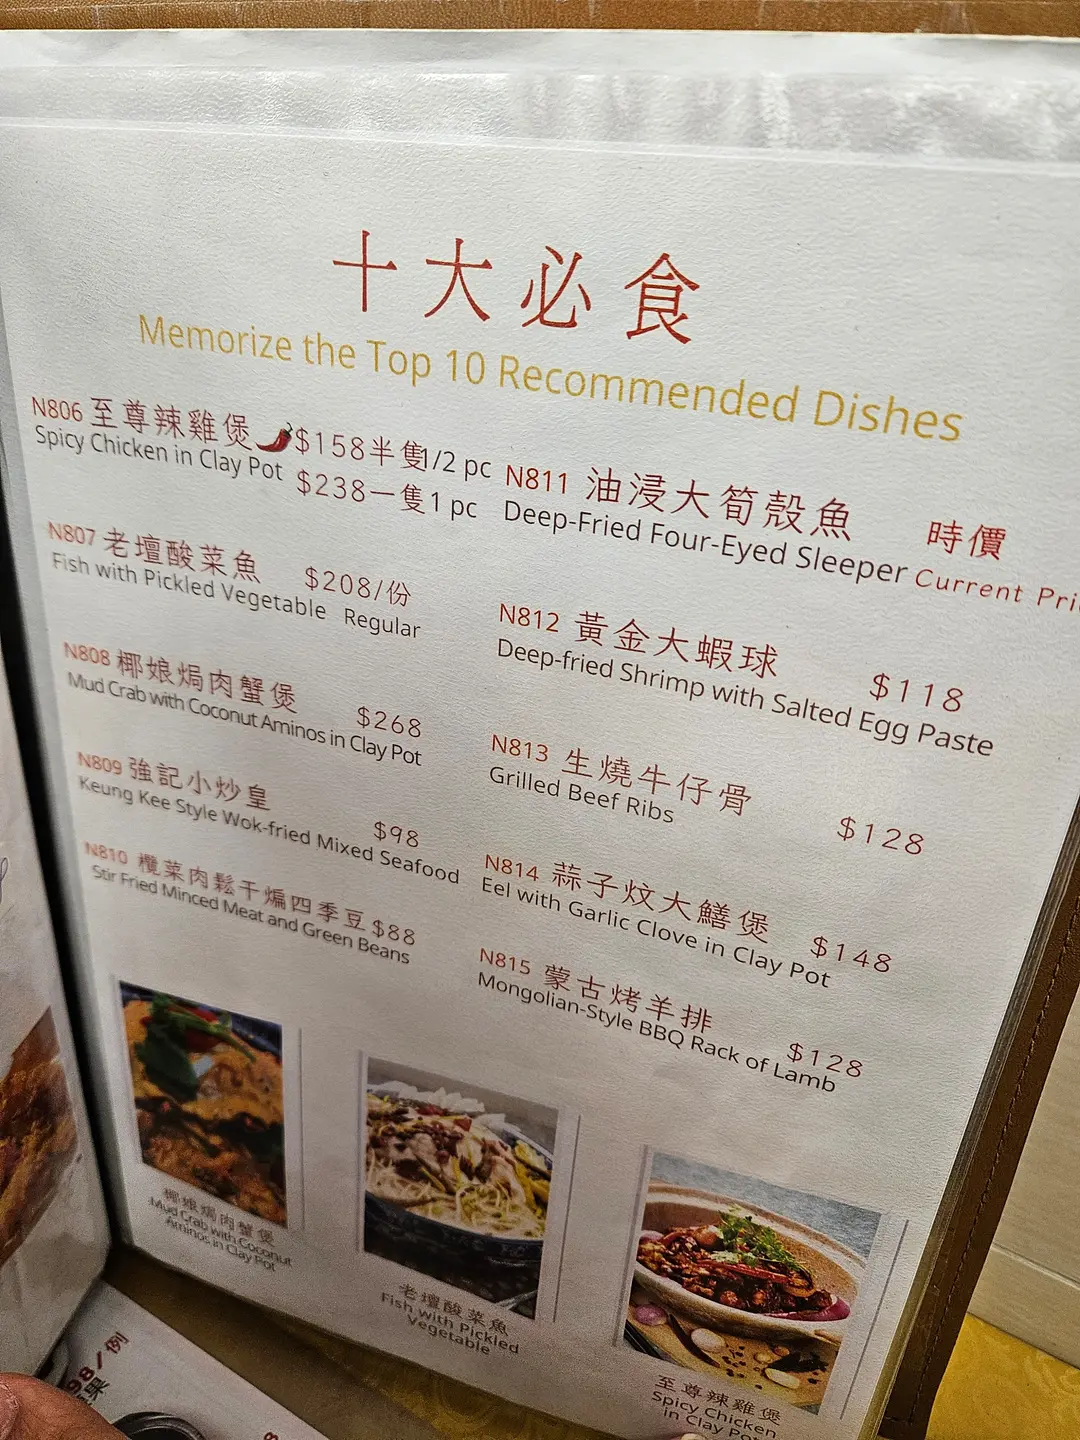 十大必食
Memorize the Top 10 Recommended Dishes
N806 至尊辣雞煲 $158半隻1/2 pc
Spicy Chicken in Clay Pot $238一隻1 pc
N807 老壇酸菜魚 $208/份
Fish with Pickled Vegetable Regular
N808 椰娘焗肉蟹煲 $268
Mud Crab with Coconut Aminos in Clay Pot
N809 強記小炒皇 $98
Keung Kee Style Wok-fried Mixed Seafood
N810 欖菜肉鬆干煸四季豆 $88
Stir Fried Minced Meat and Green Beans
N811 油浸大筍殼魚 時價
Deep-Fried Four-Eyed Sleeper Current Pri
N812 黃金大蝦球 $118
Deep-fried Shrimp with Salted Egg Paste
N813 生燒牛仔骨 $128
Grilled Beef Ribs
N814 蒜子炆大鱔煲 $148
Eel with Garlic Clove in Clay Pot
N815 蒙古烤羊排 $128
Mongolian-Style BBQ Rack of Lamb
椰娘焗肉蟹煲
Mud Crab with Coconut
Aminos in Clay Pot
老壇酸菜魚
Fish with Pickled
Vegetable
至尊辣雞煲
Spicy Chicken
in Clay Pot
98/例